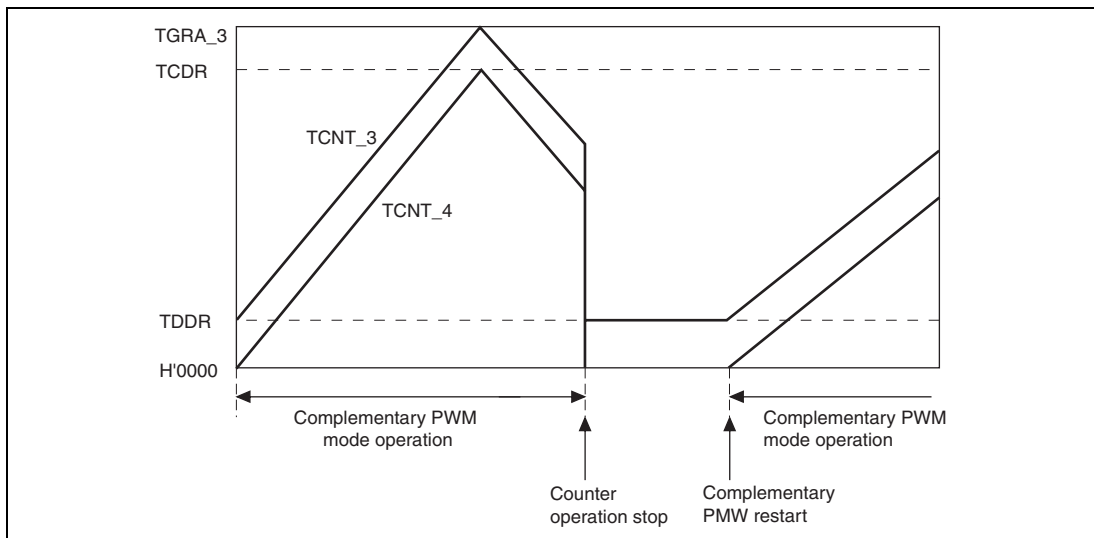 TGRA_3
TCDR
TCNT_3
TCNT_4
TDDR
H'0000
Complementary PWM
mode operation
Complementary PWM
mode operation
Counter
operation stop
Complementary
PMW restart